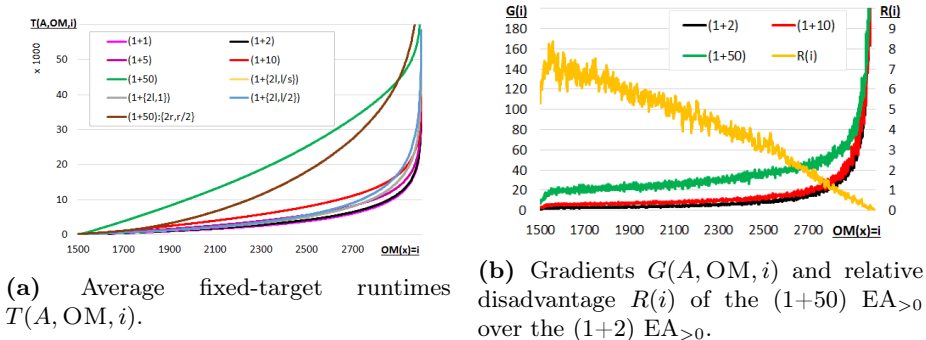 T(A,OM,i)
x 1000
(1+1)
(1+2)
(1+5)
(1+10)
(1+50)
(1+{2l,l/s})
(1+{2l,1})
(1+{2l,l/2})
(1+50):{2r,r/2}
50
40
30
20
10
0
1500 1700 1900 2100 2300 2500 2700 OM(x)=i
(a) Average fixed-target runtimes
T(A, OM, i).
G(i)
R(i)
(1+2)
(1+10)
(1+50)
R(i)
180
160
140
120
100
80
60
40
20
0
9
8
7
6
5
4
3
2
1
0
1500 1700 1900 2100 2300 2500 2700 OM(x)=i
(b) Gradients G(A, OM, i) and relative
disadvantage R(i) of the (1+50) EA>0
over the (1+2) EA>0.